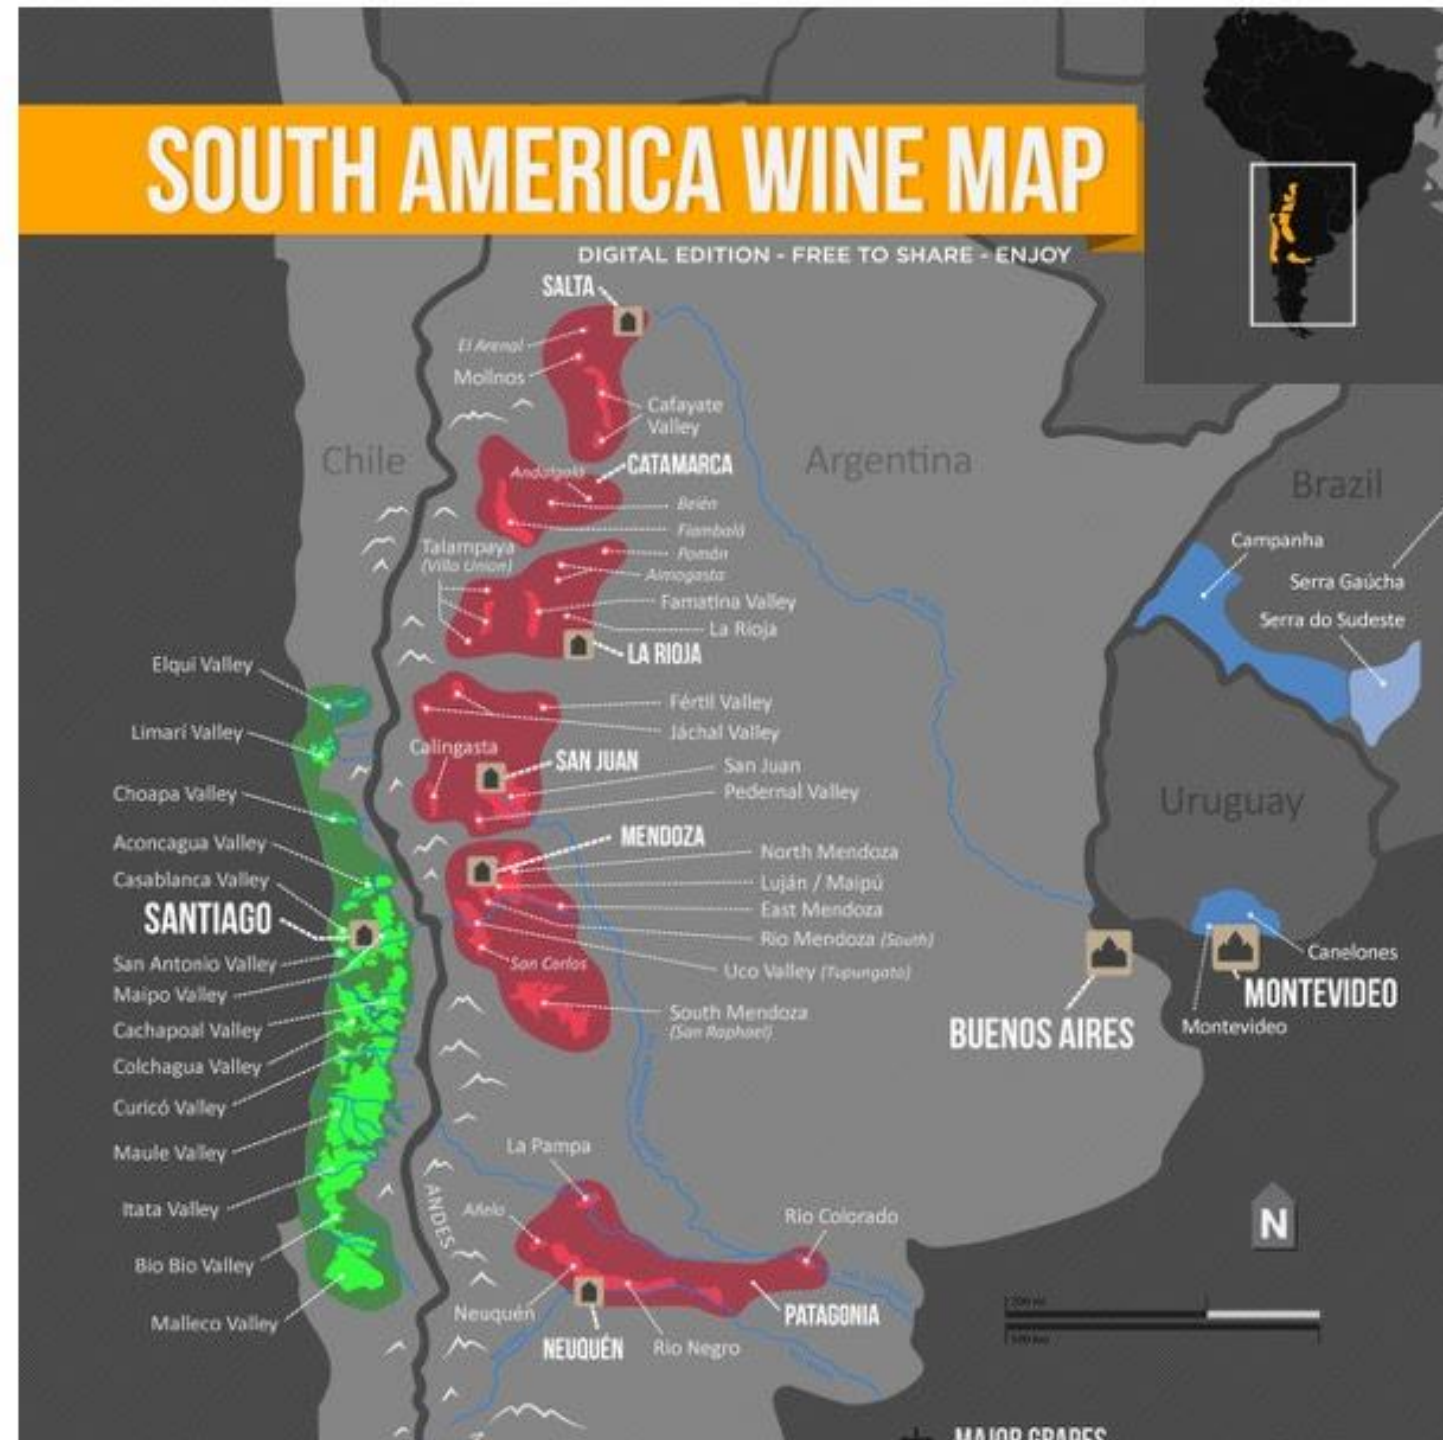 SOUTH AMERICA WINE MAP
DIGITAL EDITION - FREE TO SHARE - ENJOY
SALTA
El Arenal
Molinos
Cafayate
Valley
Chile
Argentina
Brazil
CATAMARCA
Andalgalá
Belén
Fiambalá
Talampaya
(Villa Union)
Pomán
Aimogasta
Famatina Valley
La Rioja
LA RIOJA
Campanha
Serra Gaúcha
Serra do Sudeste
Elqui Valley
Limarí Valley
Choapa Valley
Aconcagua Valley
Casablanca Valley
SANTIAGO
San Antonio Valley
Maipo Valley
Cachapoal Valley
Colchagua Valley
Curicó Valley
Maule Valley
Itata Valley
Bio Bio Valley
Malleco Valley
Fértil Valley
Jáchal Valley
Calingasta
SAN JUAN
San Juan
Pedernal Valley
MENDOZA
North Mendoza
Luján / Maipú
East Mendoza
Rio Mendoza (South)
San Carlos
Uco Valley (Tupungato)
South Mendoza
(San Raphael)
Uruguay
Canelones
MONTEVIDEO
Montevideo
BUENOS AIRES
ANDES
La Pampa
Añelo
Rio Colorado
Neuquén
NEUQUÉN
Rio Negro
PATAGONIA
N
MAJOR GRAPES